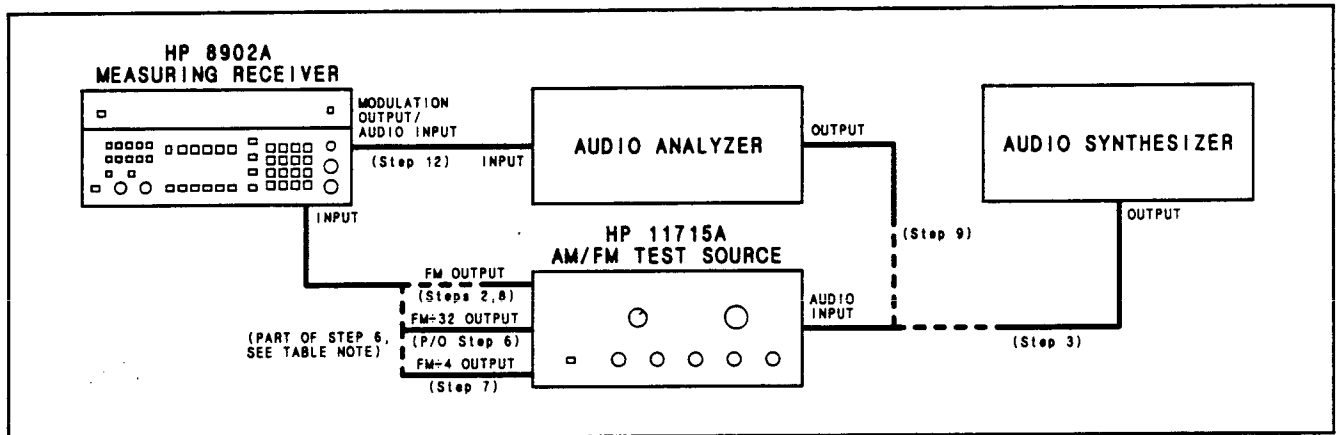 HP 8902A
MEASURING RECEIVER
MODULATION
OUTPUT/
AUDIO INPUT
(Step 12)
INPUT
AUDIO ANALYZER
OUTPUT
AUDIO SYNTHESIZER
OUTPUT
INPUT
(Step 9)
HP 11715A
AM/FM TEST SOURCE
FM OUTPUT
(Steps 2,8)
AUDIO
INPUT
FM÷32 OUTPUT
(PART OF STEP 6,
SEE TABLE NOTE)
(P/O Step 6)
(Step 3)
FM÷4 OUTPUT
(Step 7)